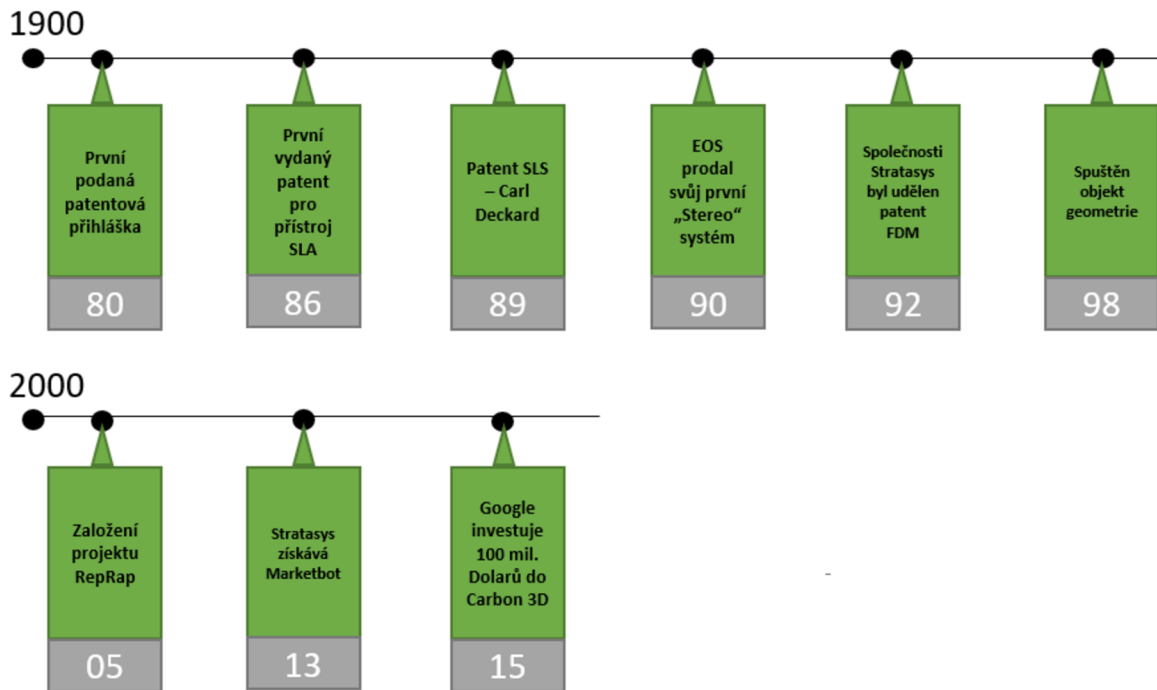 1900
První
podaná
patentová
přihláška
80
První
vydaný
patent
pro
přístroj
SLA
86
Patent SLS
– Carl
Deckard
89
EOS
prodal
svůj první
„Stereo“
systém
90
Společnosti
Stratasys
byl udělen
patent
FDM
92
Spuštěn
objekt
geometrie
98
2000
Založení
projektu
RepRap
05
Stratasys
získává
Marketbot
13
Google
investuje
100 mil.
Dolarů do
Carbon 3D
15